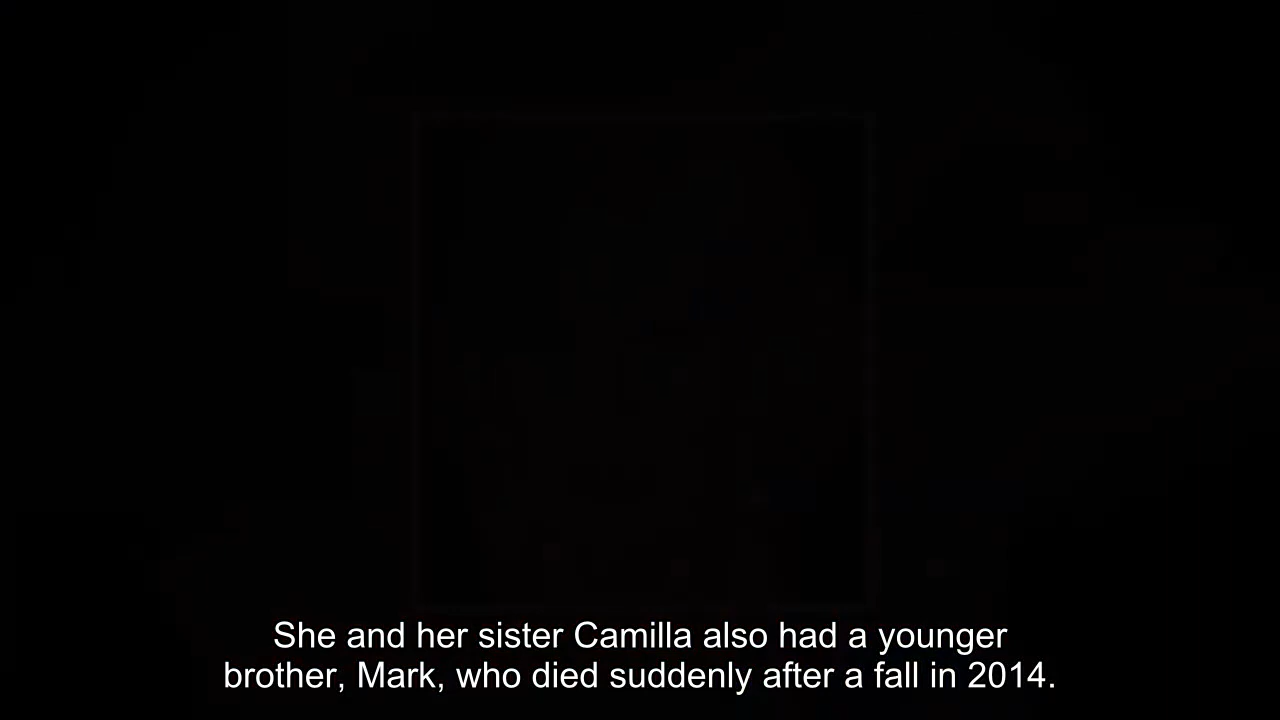 She and her sister Camilla also had a younger
brother, Mark, who died suddenly after a fall in 2014.